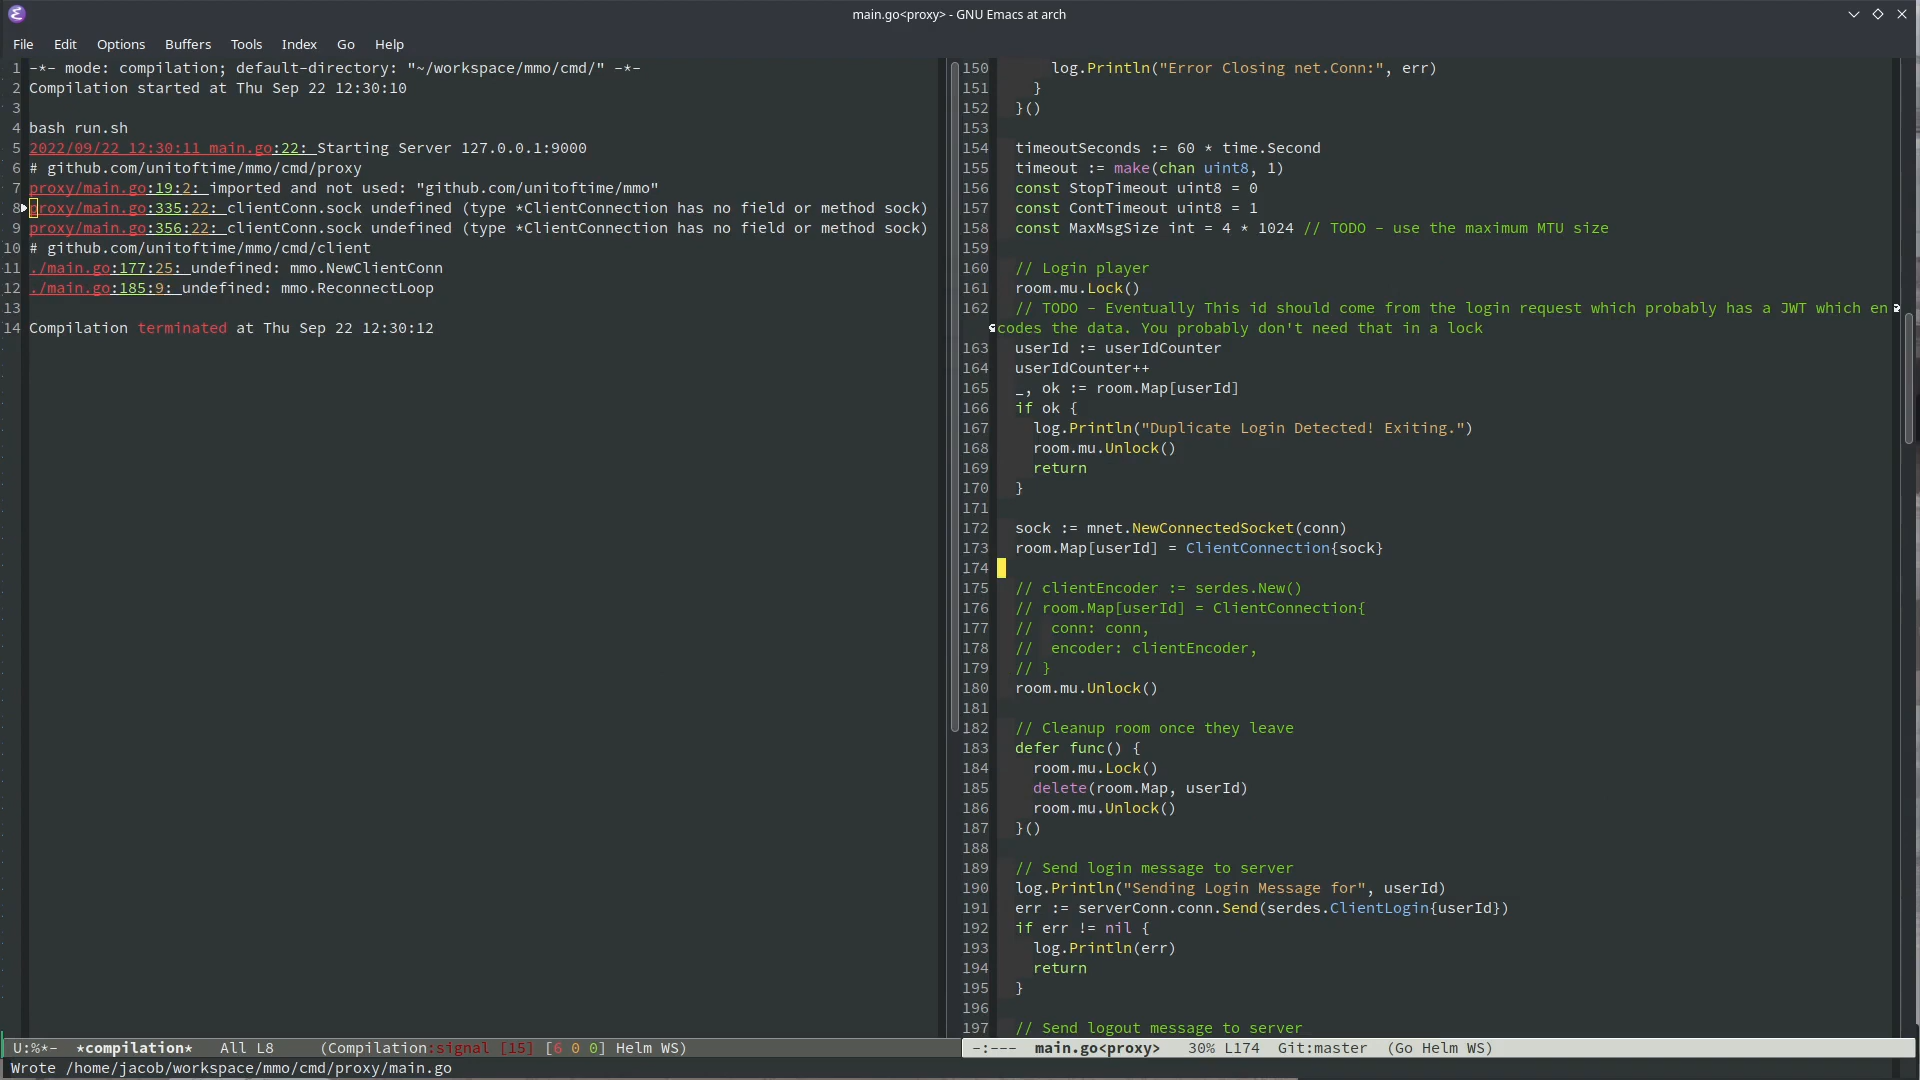 main.go<proxy> - GNU Emacs at arch
File Edit Options Buffers Tools Index Go Help
1 -*- mode: compilation; default-directory: "~/workspace/mmo/cmd/" -*-
2 Compilation started at Thu Sep 22 12:30:10
3
4 bash run.sh
5 2022/09/22 12:30:11 main.go:22: Starting Server 127.0.0.1:9000
6 # github.com/unitoftime/mmo/cmd/proxy
7 proxy/main.go:19:2: imported and not used: "github.com/unitoftime/mmo"
8 proxy/main.go:335:22: clientConn.sock undefined (type *ClientConnection has no field or method sock)
9 proxy/main.go:356:22: clientConn.sock undefined (type *ClientConnection has no field or method sock)
10 # github.com/unitoftime/mmo/cmd/client
11 ./main.go:177:25: undefined: mmo.NewClientConn
12 ./main.go:185:9: undefined: mmo.ReconnectLoop
13
14 Compilation terminated at Thu Sep 22 12:30:12
U:%*- *compilation* All L8 (Compilation:signal [15] [6 0 0] Helm WS)
150 log.Println("Error Closing net.Conn:", err)
151 }
152 }()
153
154 timeoutSeconds := 60 * time.Second
155 timeout := make(chan uint8, 1)
156 const StopTimeout uint8 = 0
157 const ContTimeout uint8 = 1
158 const MaxMsgSize int = 4 * 1024 // TODO - use the maximum MTU size
159
160 // Login player
161 room.mu.Lock()
162 // TODO - Eventually This id should come from the login request which probably has a JWT which en
codes the data. You probably don't need that in a lock
163 userId := userIdCounter
164 userIdCounter++
165 _, ok := room.Map[userId]
166 if ok {
167 log.Println("Duplicate Login Detected! Exiting.")
168 room.mu.Unlock()
169 return
170 }
171
172 sock := mnet.NewConnectedSocket(conn)
173 room.Map[userId] = ClientConnection{sock}
174
175 // clientEncoder := serdes.New()
176 // room.Map[userId] = ClientConnection{
177 // conn: conn,
178 // encoder: clientEncoder,
179 // }
180 room.mu.Unlock()
181
182 // Cleanup room once they leave
183 defer func() {
184 room.mu.Lock()
185 delete(room.Map, userId)
186 room.mu.Unlock()
187 }()
188
189 // Send login message to server
190 log.Println("Sending Login Message for", userId)
191 err := serverConn.conn.Send(serdes.ClientLogin{userId})
192 if err != nil {
193 log.Println(err)
194 return
195 }
196
197 // Send logout message to server
-:--- main.go<proxy> 30% L174 Git:master (Go Helm WS)
Wrote /home/jacob/workspace/mmo/cmd/proxy/main.go